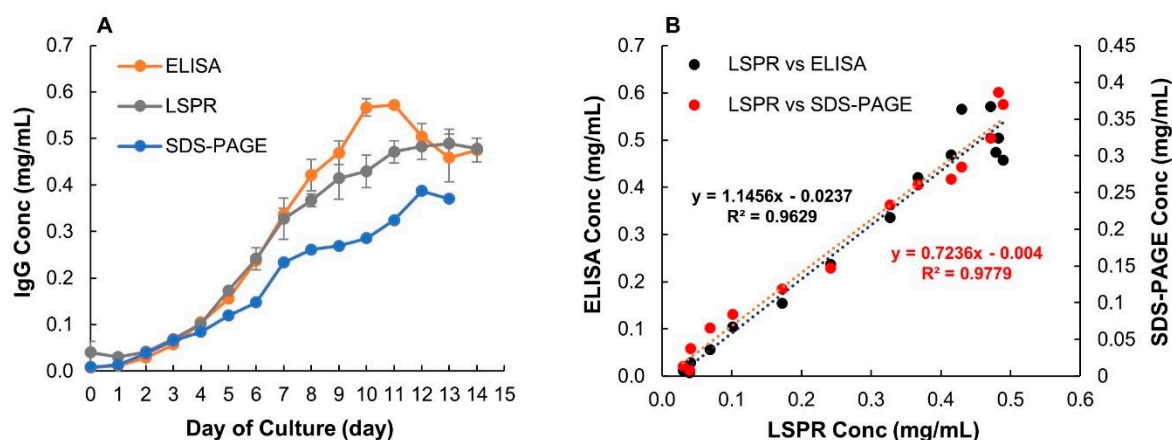 A
ELISA
LSPR
SDS-PAGE
IgG Conc (mg/mL)
0.7
0.6
0.5
0.4
0.3
0.2
0.1
0.0
0 1 2 3 4 5 6 7 8 9 10 11 12 13 14 15
Day of Culture (day)
B
LSPR vs ELISA
LSPR vs SDS-PAGE
ELISA Conc (mg/mL)
0.7
0.6
0.5
0.4
0.3
0.2
0.1
0.0
y = 1.1456x - 0.0237
R² = 0.9629
y = 0.7236x - 0.004
R² = 0.9779
0.45
0.4
0.35
0.3
0.25
0.2
0.15
0.1
0.05
0
SDS-PAGE Conc (mg/mL)
0.0 0.1 0.2 0.3 0.4 0.5 0.6
LSPR Conc (mg/mL)